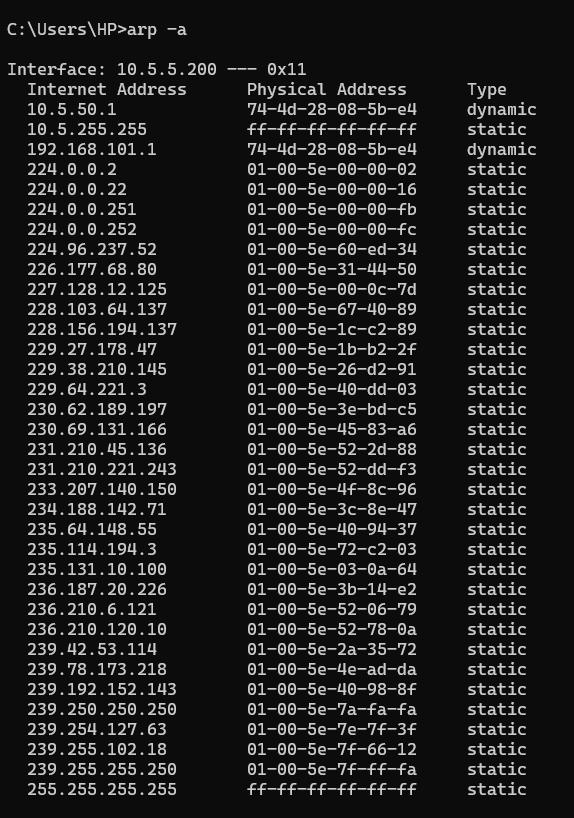 C:\Users\HP>arp -a
Interface: 10.5.5.200 --- 0x11
Internet Address Physical Address Type
10.5.50.1 74-4d-28-08-5b-e4 dynamic
10.5.255.255 ff-ff-ff-ff-ff-ff static
192.168.101.1 74-4d-28-08-5b-e4 dynamic
224.0.0.2 01-00-5e-00-00-02 static
224.0.0.22 01-00-5e-00-00-16 static
224.0.0.251 01-00-5e-00-00-fb static
224.0.0.252 01-00-5e-00-00-fc static
224.96.237.52 01-00-5e-60-ed-34 static
226.177.68.80 01-00-5e-31-44-50 static
227.128.12.125 01-00-5e-00-0c-7d static
228.103.64.137 01-00-5e-67-40-89 static
228.156.194.137 01-00-5e-1c-c2-89 static
229.27.178.47 01-00-5e-1b-b2-2f static
229.38.210.145 01-00-5e-26-d2-91 static
229.64.221.3 01-00-5e-40-dd-03 static
230.62.189.197 01-00-5e-3e-bd-c5 static
230.69.131.166 01-00-5e-45-83-a6 static
231.210.45.136 01-00-5e-52-2d-88 static
231.210.221.243 01-00-5e-52-dd-f3 static
233.207.140.150 01-00-5e-4f-8c-96 static
234.188.142.71 01-00-5e-3c-8e-47 static
235.64.148.55 01-00-5e-40-94-37 static
235.114.194.3 01-00-5e-72-c2-03 static
235.131.10.100 01-00-5e-03-0a-64 static
236.187.20.226 01-00-5e-3b-14-e2 static
236.210.6.121 01-00-5e-52-06-79 static
236.210.120.10 01-00-5e-52-78-0a static
239.42.53.114 01-00-5e-2a-35-72 static
239.78.173.218 01-00-5e-4e-ad-da static
239.192.152.143 01-00-5e-40-98-8f static
239.250.250.250 01-00-5e-7a-fa-fa static
239.254.127.63 01-00-5e-7e-7f-3f static
239.255.102.18 01-00-5e-7f-66-12 static
239.255.255.250 01-00-5e-7f-ff-fa static
255.255.255.255 ff-ff-ff-ff-ff-ff static